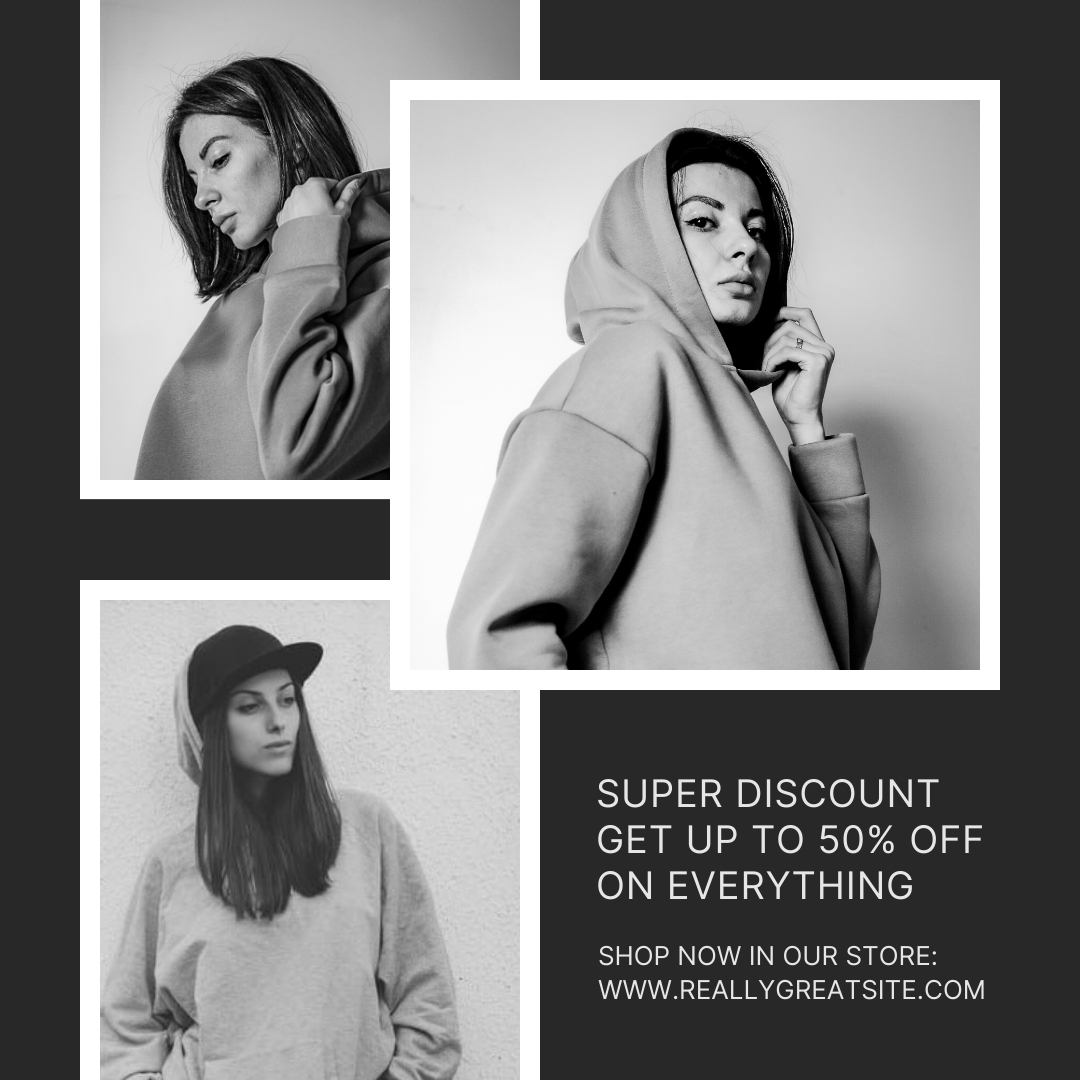 SUPER DISCOUNT
GET UP TO 50% OFF
ON EVERYTHING
SHOP NOW IN OUR STORE:
WWW.REALLYGREATSITE.COM